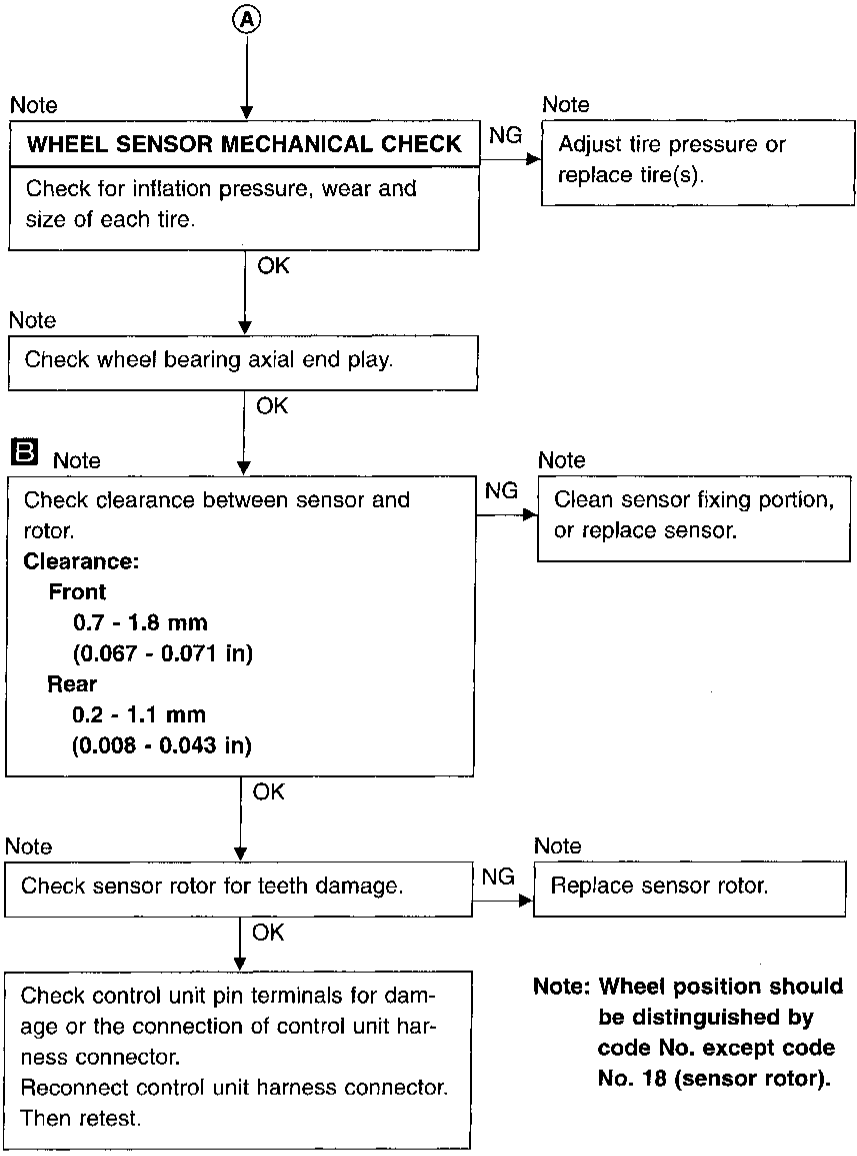 A
Note
WHEEL SENSOR MECHANICAL CHECK
Check for inflation pressure, wear and
size of each tire.
NG
Note
Adjust tire pressure or
replace tire(s).
OK
Note
Check wheel bearing axial end play.
OK
B Note
Check clearance between sensor and
rotor.
Clearance:
Front
0.7 - 1.8 mm
(0.067 - 0.071 in)
Rear
0.2 - 1.1 mm
(0.008 - 0.043 in)
NG
Note
Clean sensor fixing portion,
or replace sensor.
OK
Note
Check sensor rotor for teeth damage.
NG
Note
Replace sensor rotor.
OK
Check control unit pin terminals for dam-
age or the connection of control unit har-
ness connector.
Reconnect control unit harness connector.
Then retest.
Note: Wheel position should
be distinguished by
code No. except code
No. 18 (sensor rotor).